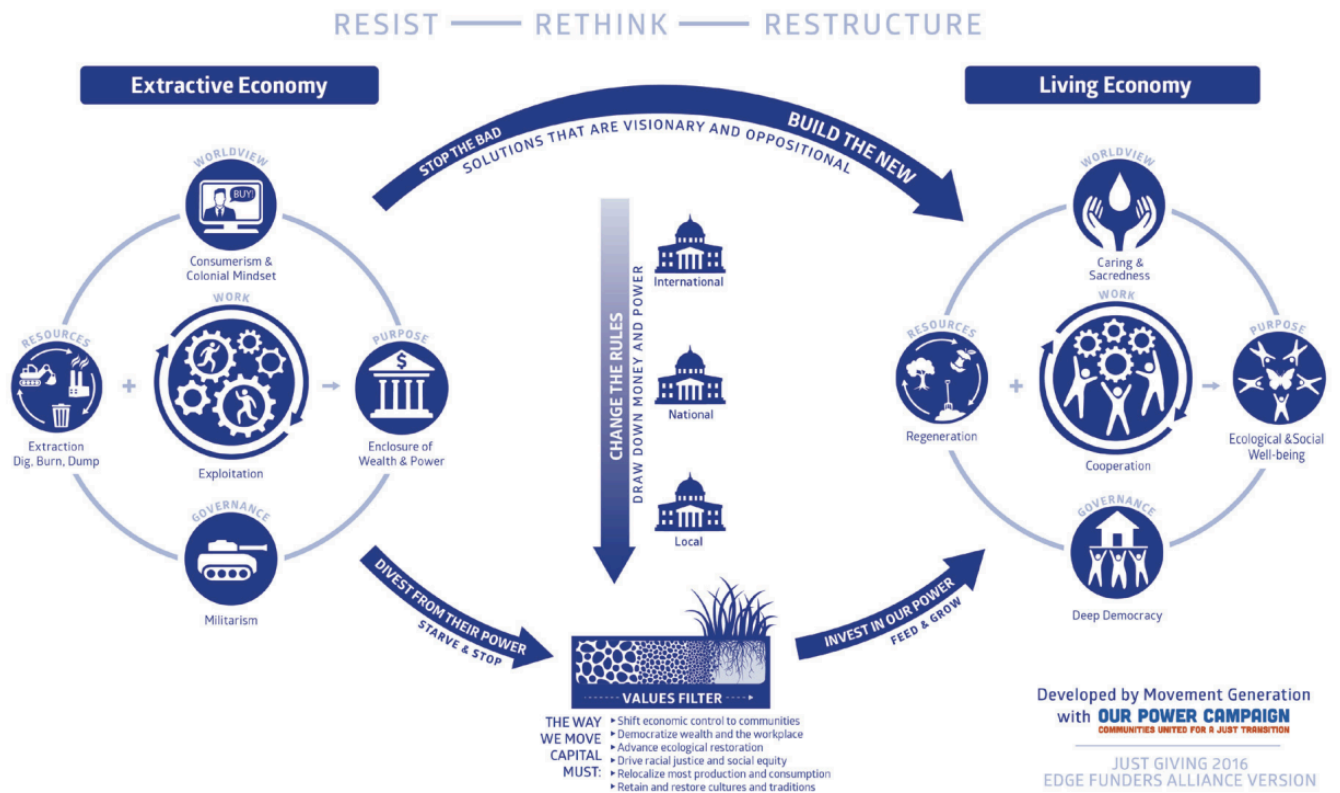 RESIST — RETHINK — RESTRUCTURE
Extractive Economy
WORLDVIEW
BUY!
Consumerism &
Colonial Mindset
RESOURCES
Extraction
Dig, Burn, Dump
+
WORK
Exploitation
PURPOSE
$
Enclosure of
Wealth & Power
GOVERNANCE
Militarism
STOP THE BAD
BUILD THE NEW
SOLUTIONS THAT ARE VISIONARY AND OPPOSITIONAL
CHANGE THE RULES
DRAW DOWN MONEY AND POWER
International
National
Local
DIVEST FROM THEIR POWER
STARVE & STOP
VALUES FILTER
THE WAY
WE MOVE
CAPITAL
MUST:
Shift economic control to communities
Democratize wealth and the workplace
Advance ecological restoration
Drive racial justice and social equity
Relocalize most production and consumption
Retain and restore cultures and traditions
INVEST IN OUR POWER
FEED & GROW
Living Economy
WORLDVIEW
Caring &
Sacredness
RESOURCES
Regeneration
+
WORK
Cooperation
PURPOSE
Ecological &Social
Well-being
GOVERNANCE
Deep Democracy
Developed by Movement Generation
with OUR POWER CAMPAIGN
COMMUNITIES UNITED FOR A JUST TRANSITION
JUST GIVING 2016
EDGE FUNDERS ALLIANCE VERSION